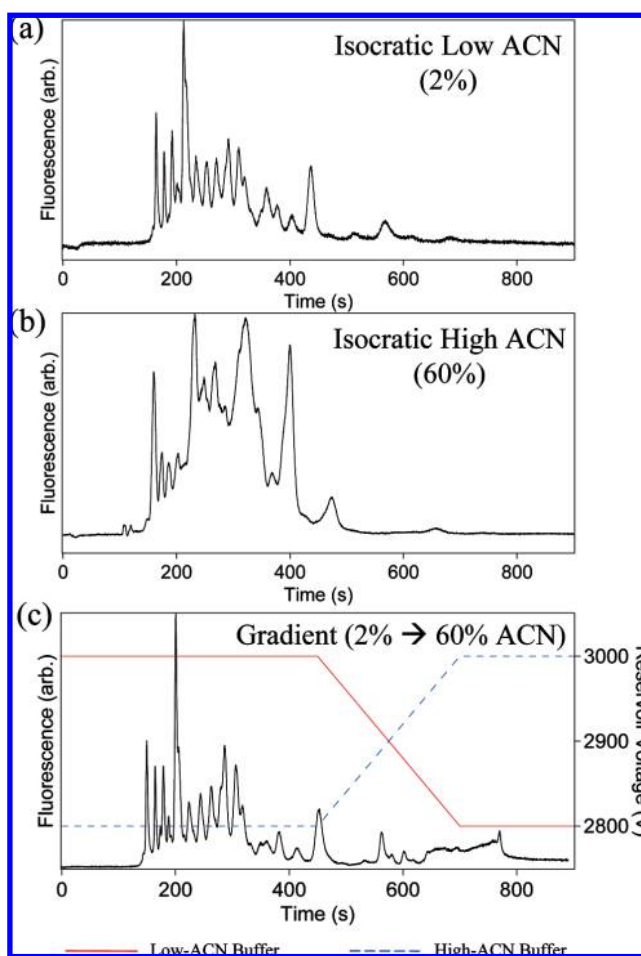 (a)
Isocratic Low ACN
(2%)
Fluorescence (arb.)
0 200 400 600 800
Time (s)
(b)
Isocratic High ACN
(60%)
Fluorescence (arb.)
0 200 400 600 800
Time (s)
(c)
Gradient (2% → 60% ACN)
Fluorescence (arb.)
3000
2900
2800
Reservoir Voltage (V)
0 200 400 600 800
Time (s)
Low-ACN Buffer High-ACN Buffer